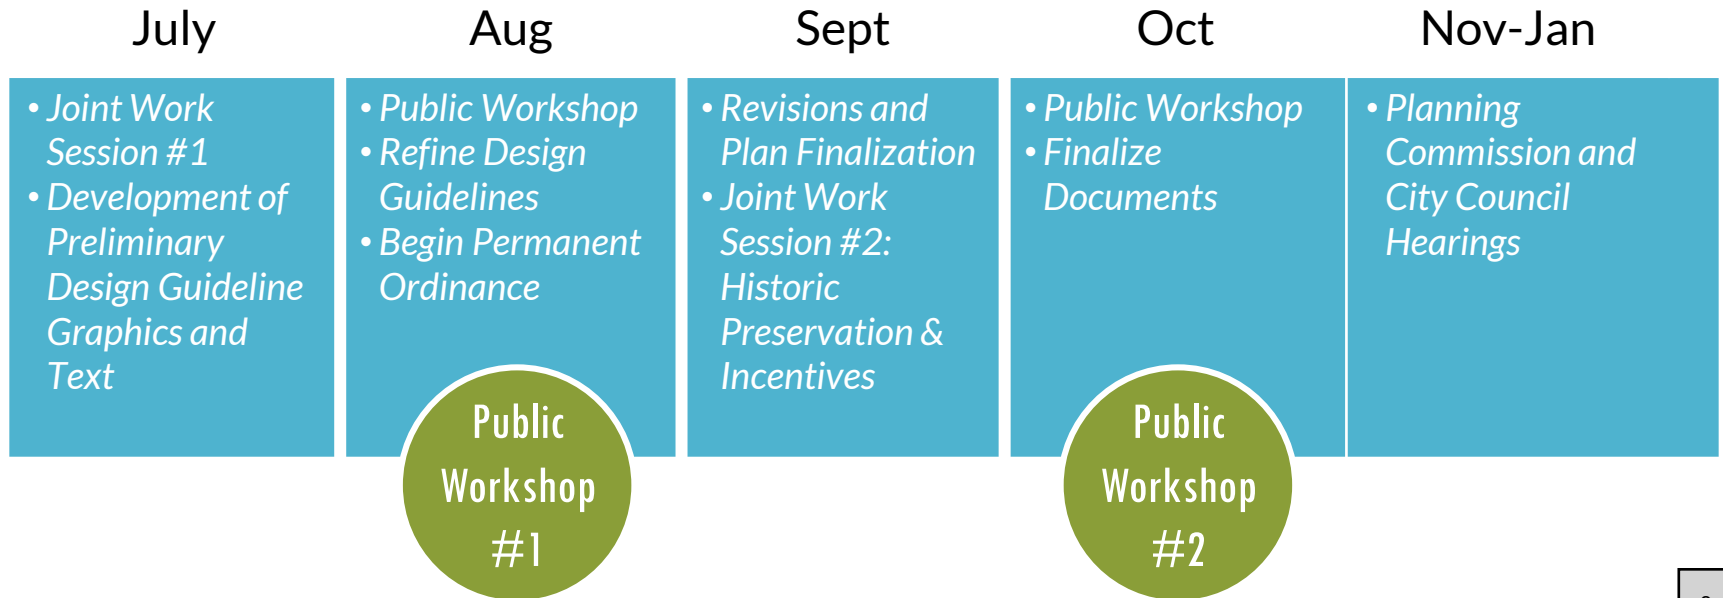 July
• Joint Work
Session #1
• Development of
Preliminary
Design Guideline
Graphics and
Text
Aug
• Public Workshop
• Refine Design
Guidelines
• Begin Permanent
Ordinance
Public
Workshop
#1
Sept
• Revisions and
Plan Finalization
• Joint Work
Session #2:
Historic
Preservation &
Incentives
Oct
• Public Workshop
• Finalize
Documents
Public
Workshop
#2
Nov-Jan
• Planning
Commission and
City Council
Hearings